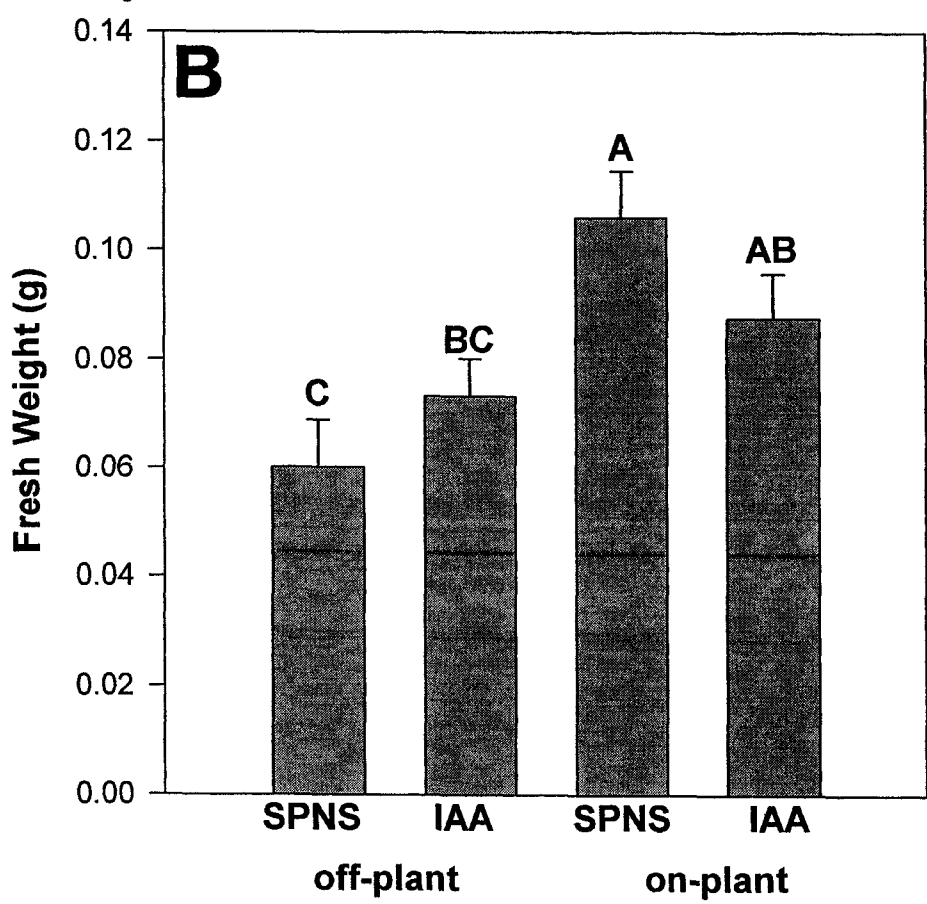 0.14
B
0.12
A
0.10
AB
0.08
BC
C
0.06
0.04
0.02
0.00
Fresh Weight (g)
SPNS IAA SPNS IAA
off-plant on-plant